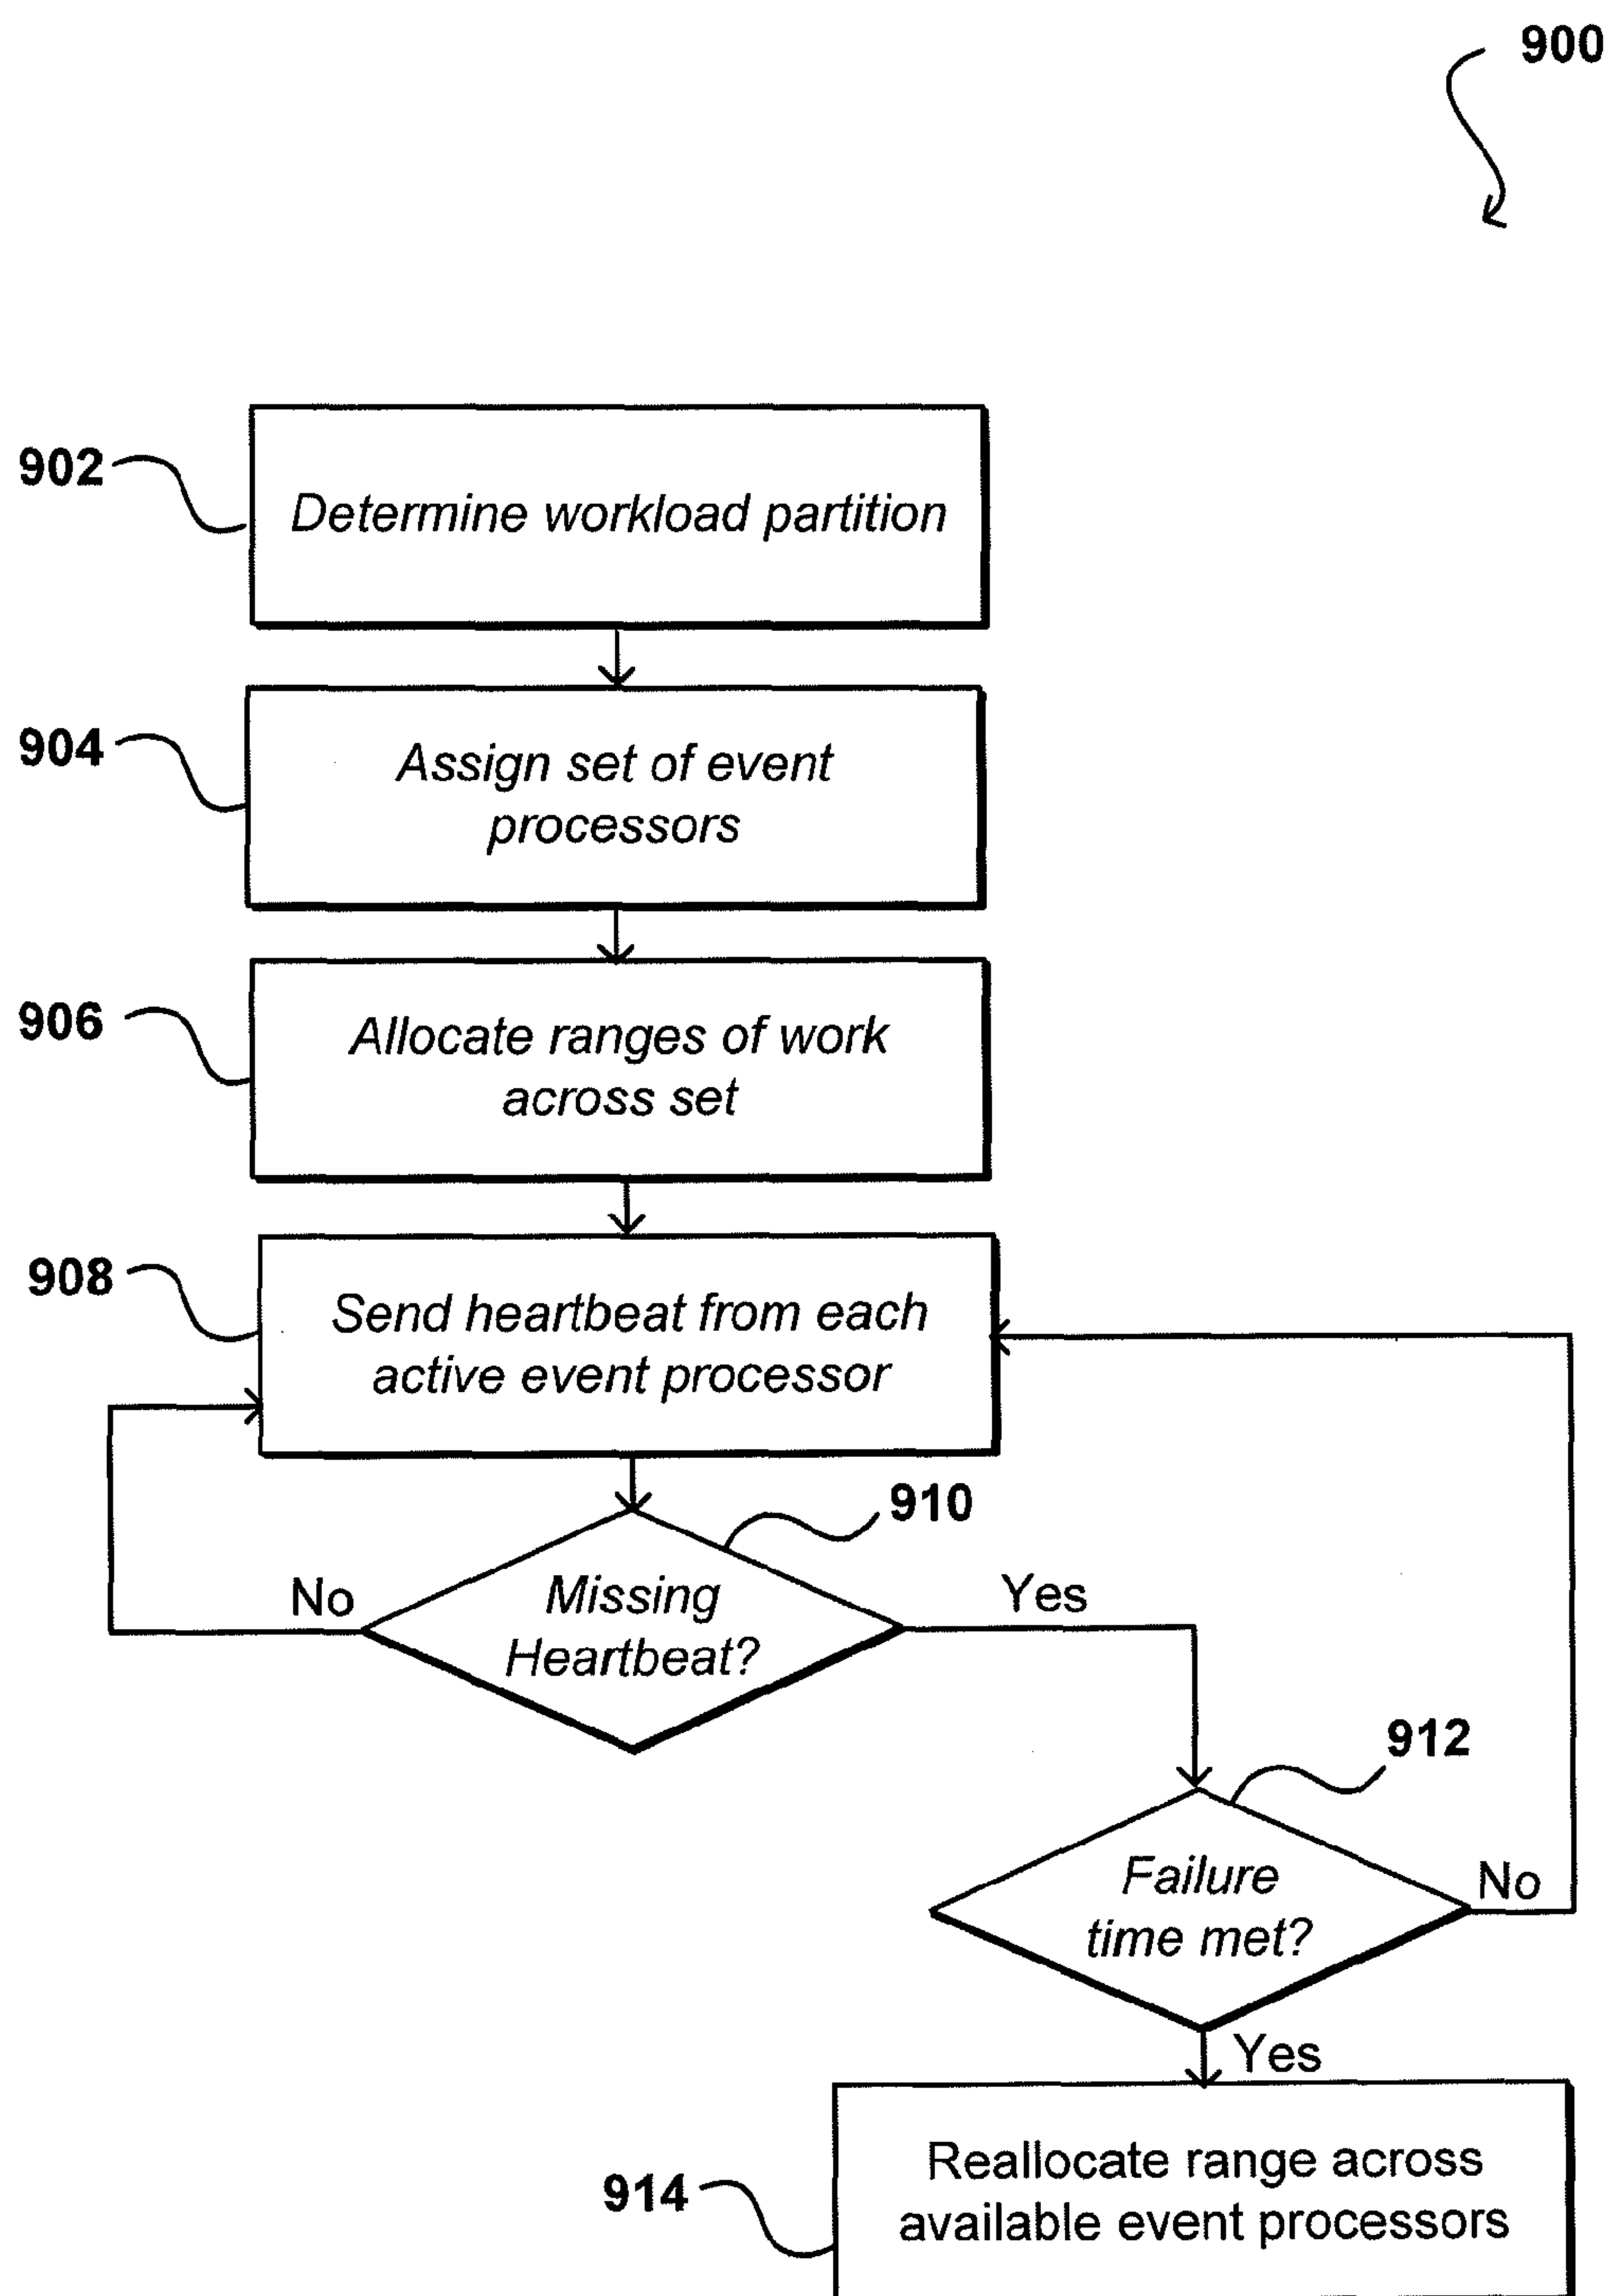 900
902
Determine workload partition
904
Assign set of event
processors
906
Allocate ranges of work
across set
908
Send heartbeat from each
active event processor
910
No
Missing
Heartbeat?
Yes
912
Failure
time met?
No
Yes
914
Reallocate range across
available event processors